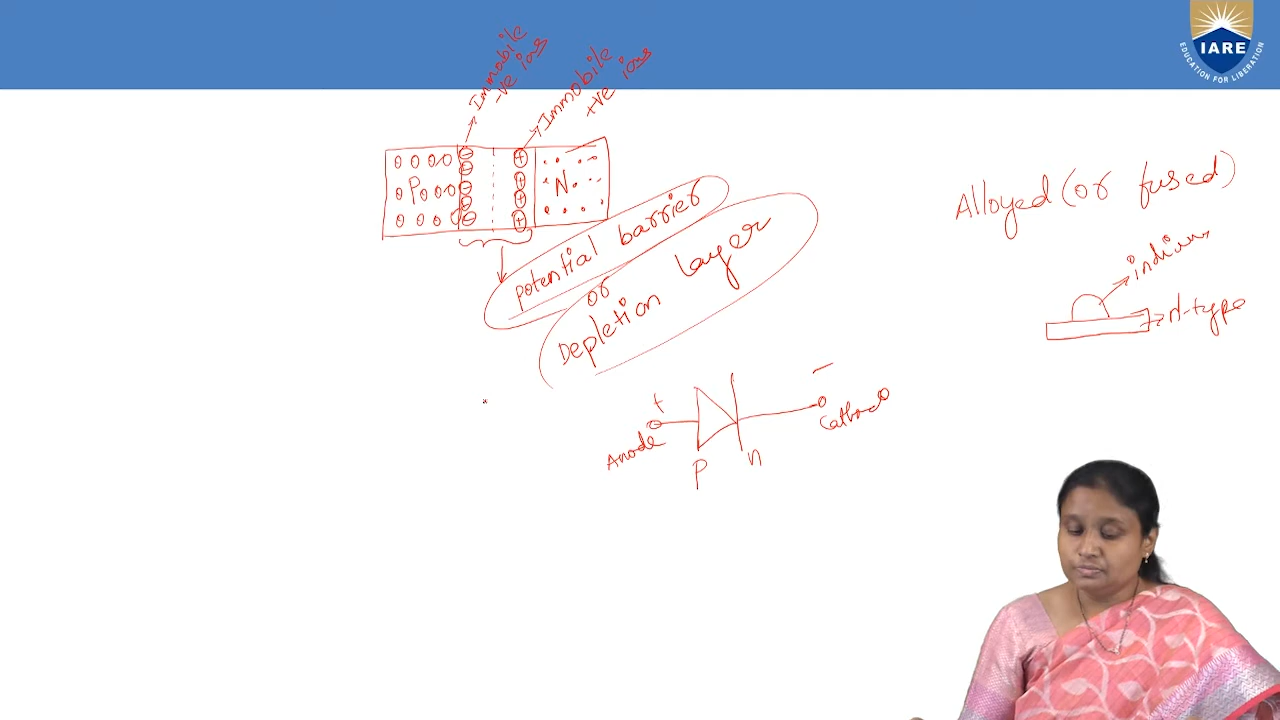 IARE
EDUCATION FOR LIBERATION
Immobile
-ve ions
Immobile
+ve ions
P
N
potential barrier
or
Depletion layer
Alloyed (or fused)
indium
N-type
+
-
Anode
Cathode
P
n